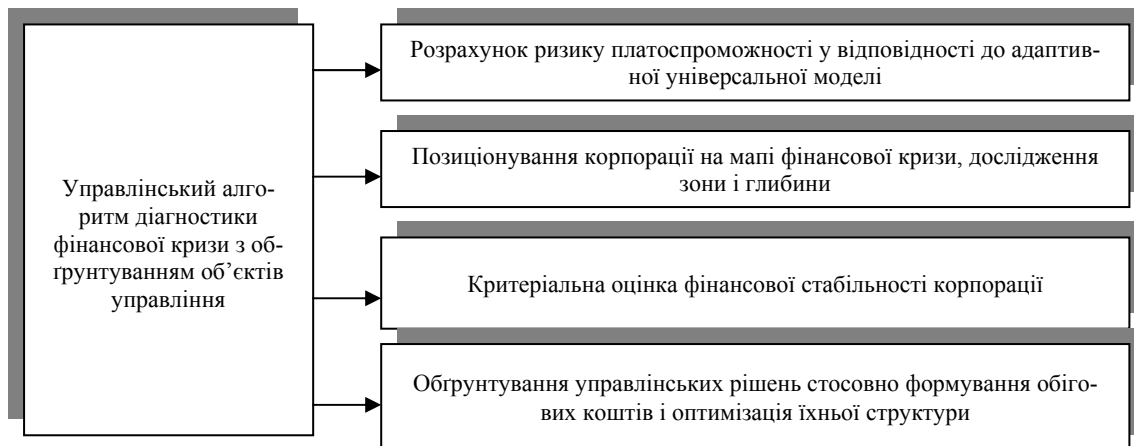 Управлінський алго-
ритм діагностики
фінансової кризи з об-
ґрунтуванням об’єктів
управління
Розрахунок ризику платоспроможності у відповідності до адаптив-
ної універсальної моделі
Позиціонування корпорації на мапі фінансової кризи, дослідження
зони і глибини
Критеріальна оцінка фінансової стабільності корпорації
Обґрунтування управлінських рішень стосовно формування обіго-
вих коштів і оптимізація їхньої структури